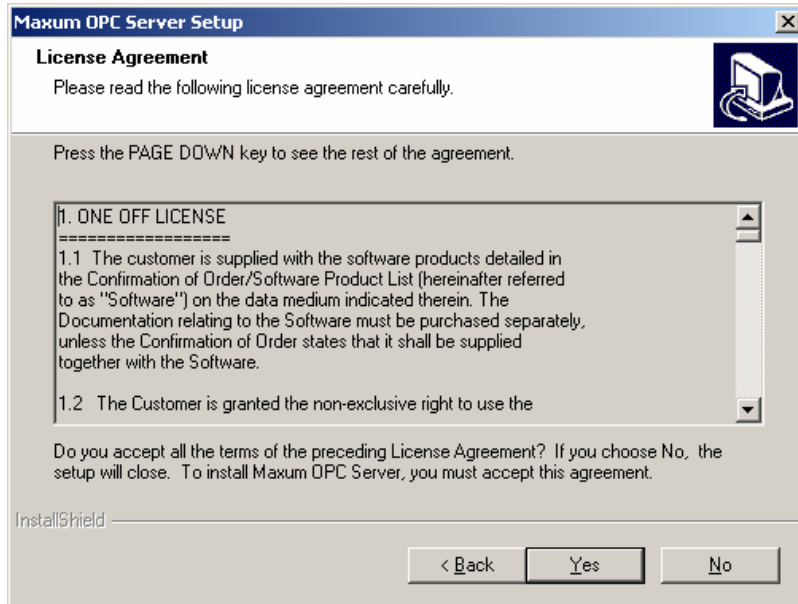 Maxum OPC Server Setup
License Agreement
Please read the following license agreement carefully.
Press the PAGE DOWN key to see the rest of the agreement.
1. ONE OFF LICENSE
==================
1.1  The customer is supplied with the software products detailed in
the Confirmation of Order/Software Product List (hereinafter referred
to as "Software") on the data medium indicated therein. The
Documentation relating to the Software must be purchased separately,
unless the Confirmation of Order states that it shall be supplied
together with the Software.
1.2   The Customer is granted the non-exclusive right to use the
Do you accept all the terms of the preceding License Agreement?  If you choose No,  the
setup will close.  To install Maxum OPC Server, you must accept this agreement.
InstallShield
< Back
Yes
No